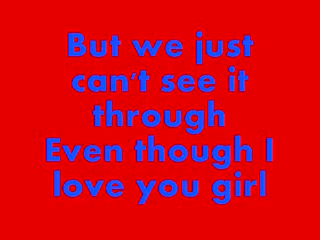 But we just
can't see it
through
Even though I
love you girl